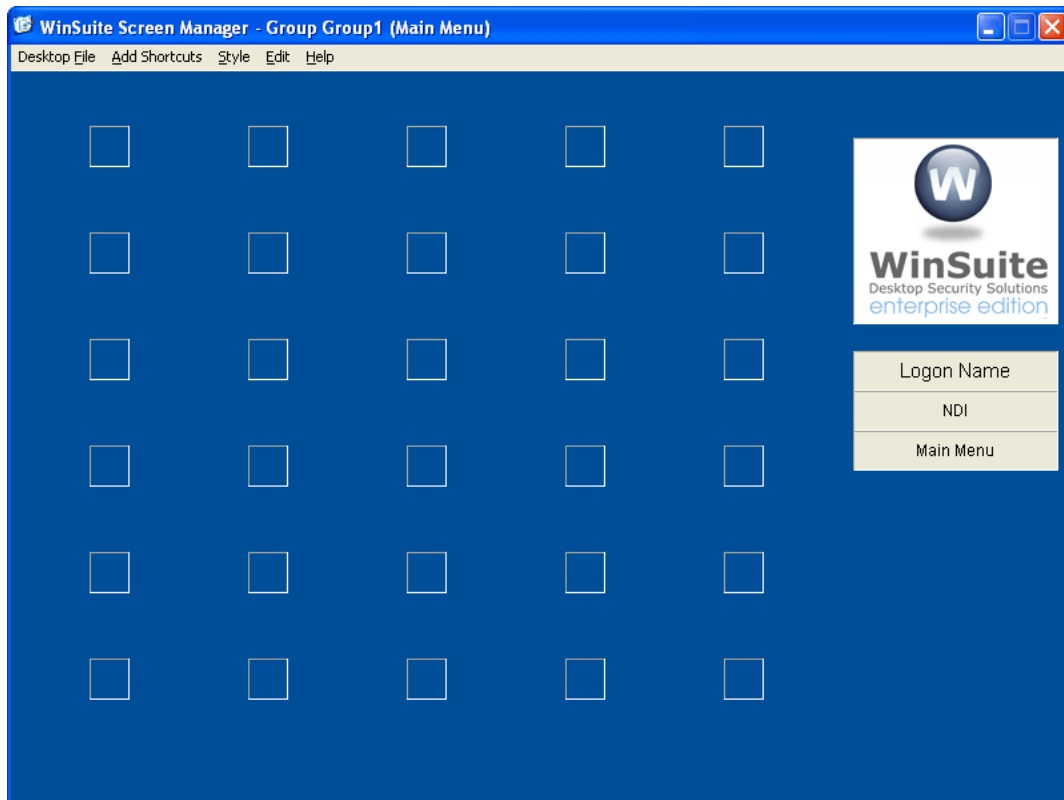 WinSuite Screen Manager - Group Group1 (Main Menu)
Desktop File Add Shortcuts Style Edit Help
W
WinSuite
Desktop Security Solutions
enterprise edition
Logon Name
NDI
Main Menu